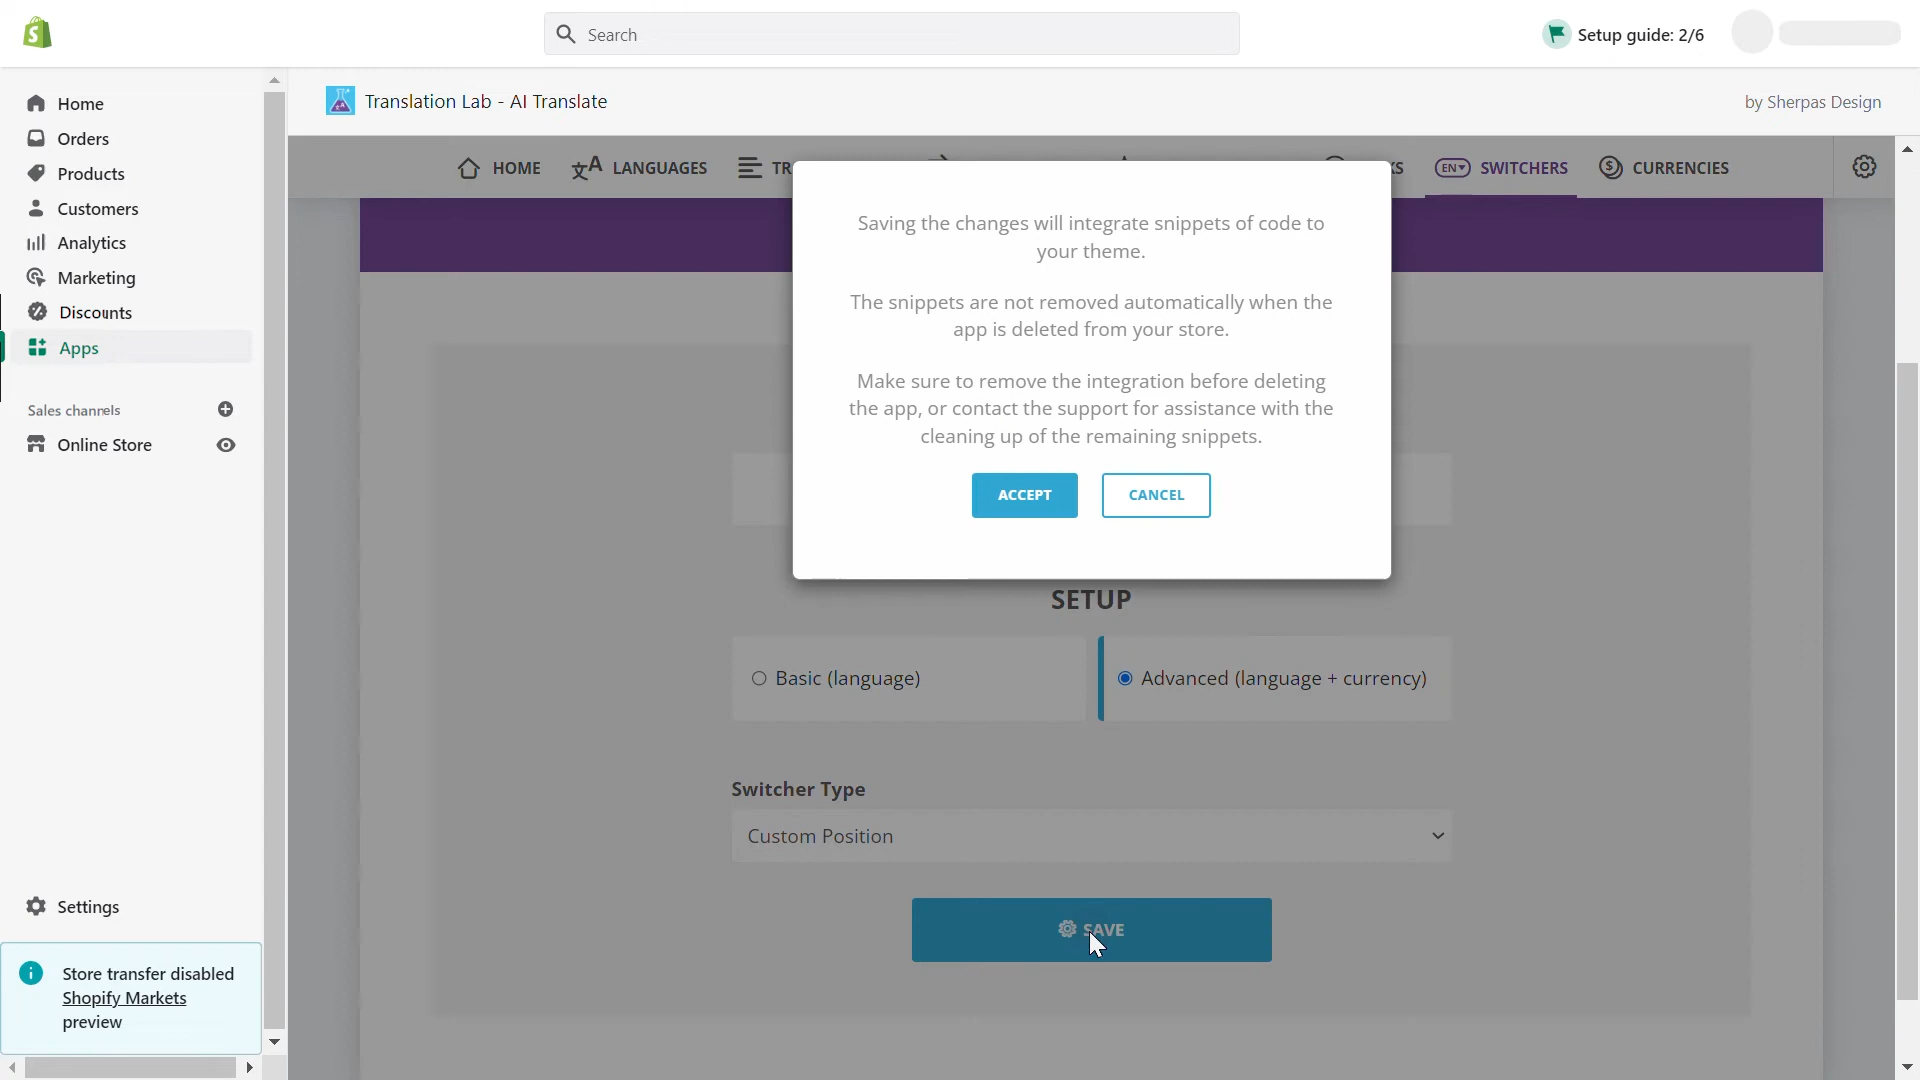 Search
Setup guide: 2/6
Home
Orders
Products
Customers
Analytics
Marketing
Discounts
Apps
Sales channels
Online Store
Settings
Store transfer disabled
Shopify Markets
preview
Translation Lab - AI Translate
by Sherpas Design
HOME
LANGUAGES
EN
SWITCHERS
CURRENCIES
Saving the changes will integrate snippets of code to
your theme.
The snippets are not removed automatically when the
app is deleted from your store.
Make sure to remove the integration before deleting
the app, or contact the support for assistance with the
cleaning up of the remaining snippets.
ACCEPT
CANCEL
SETUP
Basic (language)
Advanced (language + currency)
Switcher Type
Custom Position
SAVE